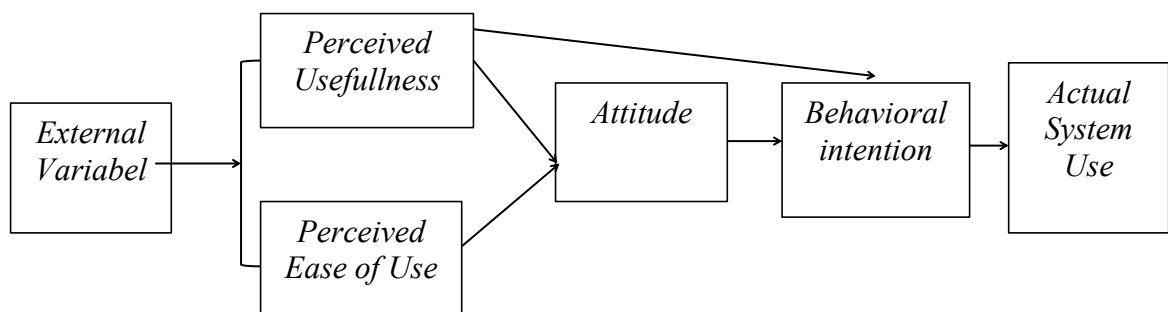 External
Variabel
Perceived
Usefullness
Perceived
Ease of Use
Attitude
Behavioral
intention
Actual
System
Use